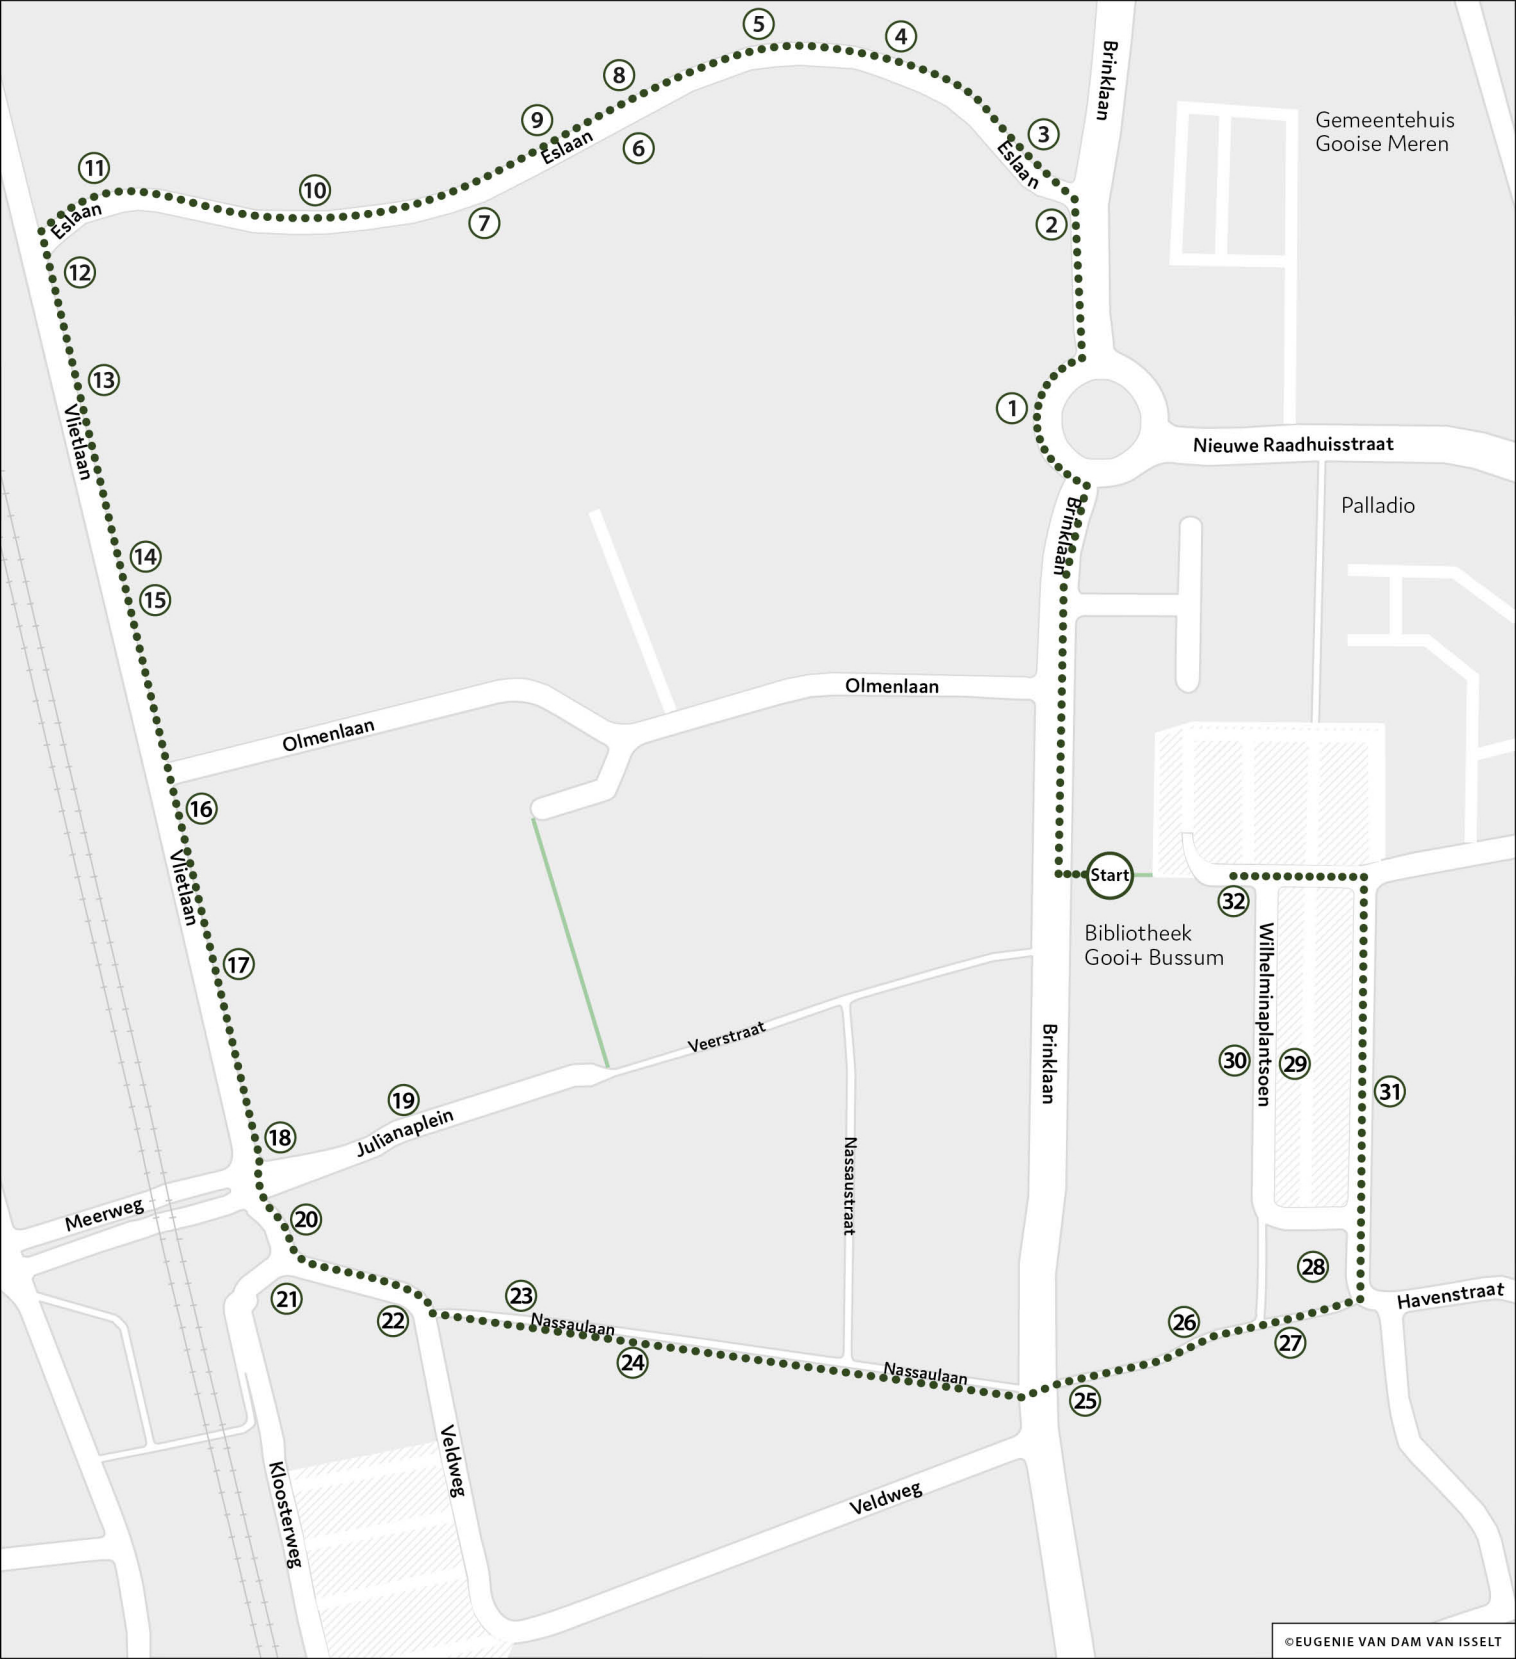 5
4
Brinklaan
8
Gemeentehuis
Gooise Meren
9
Eslaan
6
3
Eslaan
11
10
Eslaan
7
2
12
13
1
Vlietlaan
Nieuwe Raadhuisstraat
Brinklaan
Palladio
14
15
Olmenlaan
Olmenlaan
16
Vlietlaan
Start
32
Bibliotheek
Gooi+ Bussum
17
Wilhelminaplantsoen
Veerstraat
Brinklaan
30
29
31
19
Julianaplein
18
Nassaustraat
Meerweg
20
28
21
23
Havenstraat
22
Nassaulaan
26
27
24
Nassaulaan
25
Veldweg
Kloosterweg
Veldweg
©EUGENIE VAN DAM VAN ISSELT